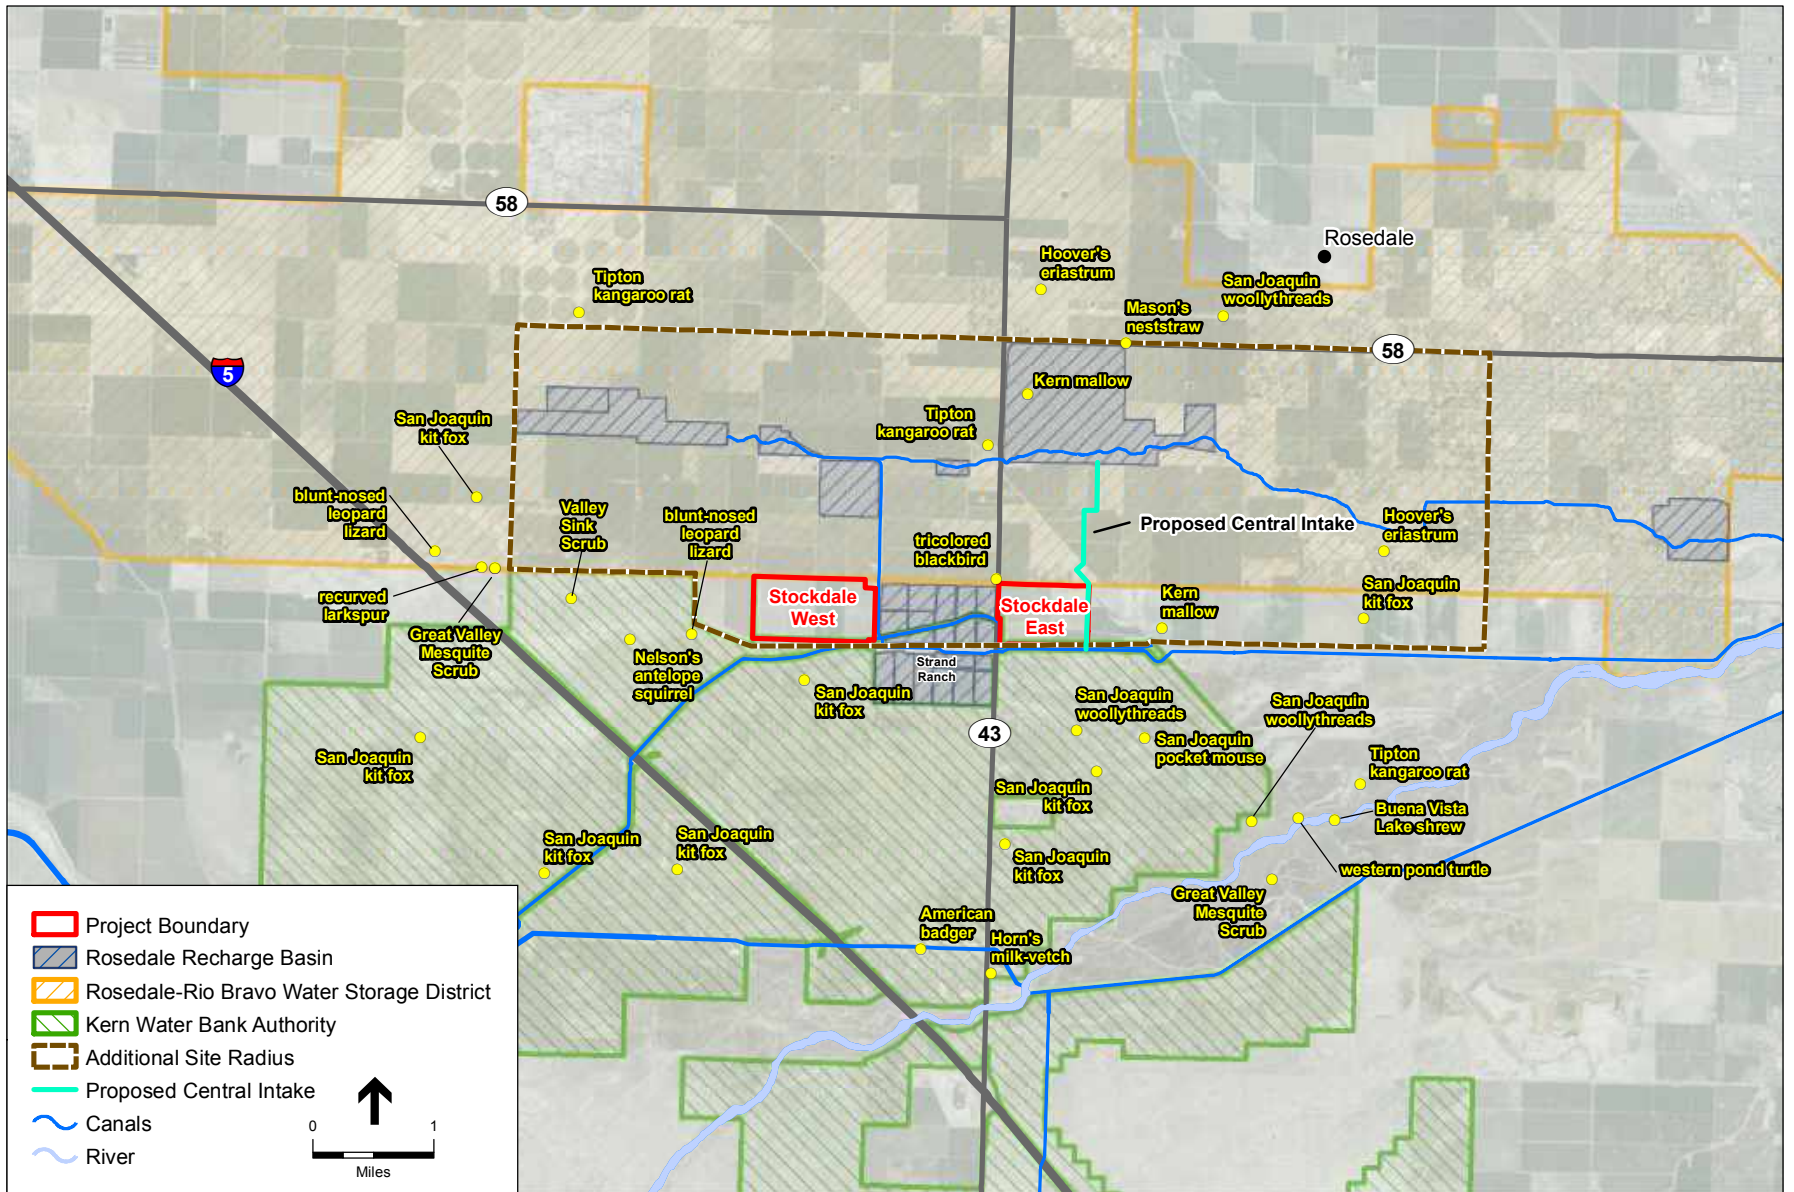 58
Rosedale
Hoover's
eriastrum
Tipton
kangaroo rat
San Joaquin
woollythreads
Mason's
neststraw
58
5
Kern mallow
San Joaquin
kit fox
Tipton
kangaroo rat
blunt-nosed
leopard
lizard
Valley
Sink
Scrub
blunt-nosed
leopard
lizard
Proposed Central Intake
Hoover's
eriastrum
tricolored
blackbird
recurved
larkspur
Stockdale
West
Stockdale
East
Kern
mallow
San Joaquin
kit fox
Great Valley
Mesquite
Scrub
Nelson's
antelope
squirrel
Strand
Ranch
San Joaquin
kit fox
San Joaquin
woollythreads
San Joaquin
woollythreads
43
San Joaquin
pocket mouse
San Joaquin
kit fox
Tipton
kangaroo rat
San Joaquin
kit fox
Buena Vista
Lake shrew
San Joaquin
kit fox
San Joaquin
kit fox
San Joaquin
kit fox
western pond turtle
Great Valley
Mesquite
Scrub
American
badger
Horn's
milk-vetch
Project Boundary
Rosedale Recharge Basin
Rosedale-Rio Bravo Water Storage District
Kern Water Bank Authority
Additional Site Radius
Proposed Central Intake
Canals
River
0 1
Miles